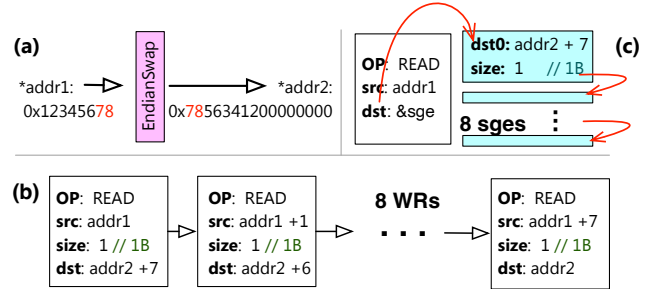 (a)
*addr1:
0x12345678
EndianSwap
*addr2:
0x7856341200000000
OP: READ
src: addr1
dst: &sge
dst0: addr2 + 7
size: 1 // 1B
8 sges
(c)
(b)
OP: READ
src: addr1
size: 1 // 1B
dst: addr2 +7
OP: READ
src: addr1 +1
size: 1 // 1B
dst: addr2 +6
8 WRs
OP: READ
src: addr1 +7
size: 1 // 1B
dst: addr2